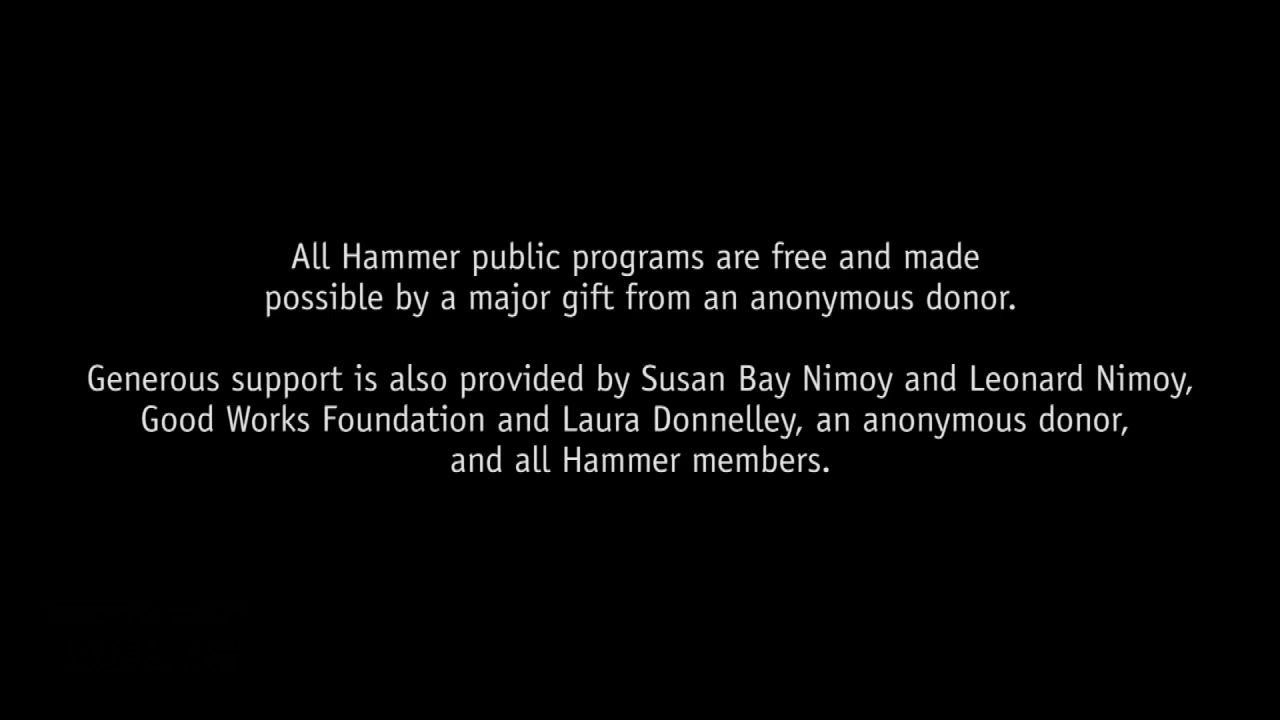 All Hammer public programs are free and made
possible by a major gift from an anonymous donor.
Generous support is also provided by Susan Bay Nimoy and Leonard Nimoy,
Good Works Foundation and Laura Donnelley, an anonymous donor,
and all Hammer members.